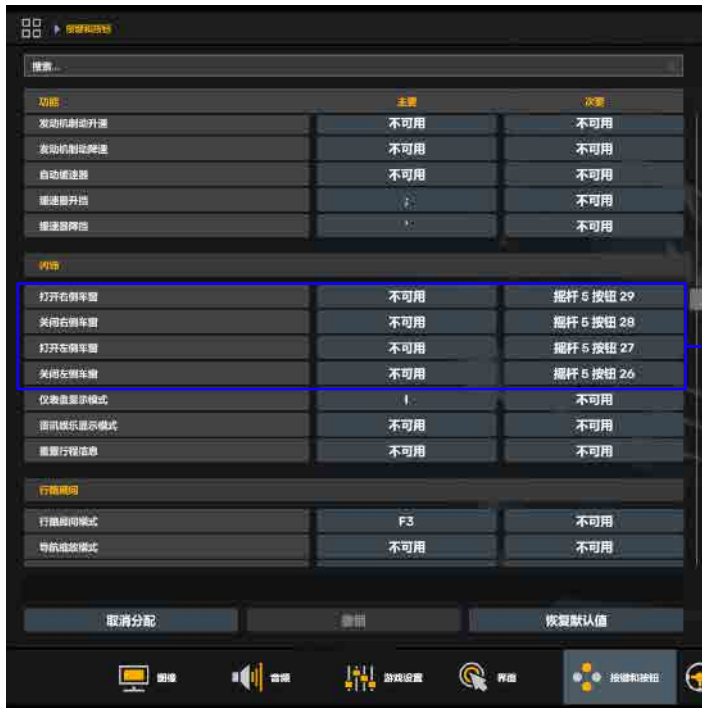 按键和按钮
搜索...
功能 主要 次要
发动机制动升速 不可用 不可用
发动机制动降速 不可用 不可用
自动缓速器 不可用 不可用
缓速器升挡 ; 不可用
缓速器降挡 ' 不可用
内饰
打开右侧车窗 不可用 摇杆 5 按钮 29
关闭右侧车窗 不可用 摇杆 5 按钮 28
打开左侧车窗 不可用 摇杆 5 按钮 27
关闭左侧车窗 不可用 摇杆 5 按钮 26
仪表盘显示模式 I 不可用
资讯娱乐显示模式 不可用 不可用
重置行程信息 不可用 不可用
行程顾问
行程顾问模式 F3 不可用
导航缩放模式 不可用 不可用
取消分配 撤销 恢复默认值
图像 音频 游戏设置 界面 按键和按钮